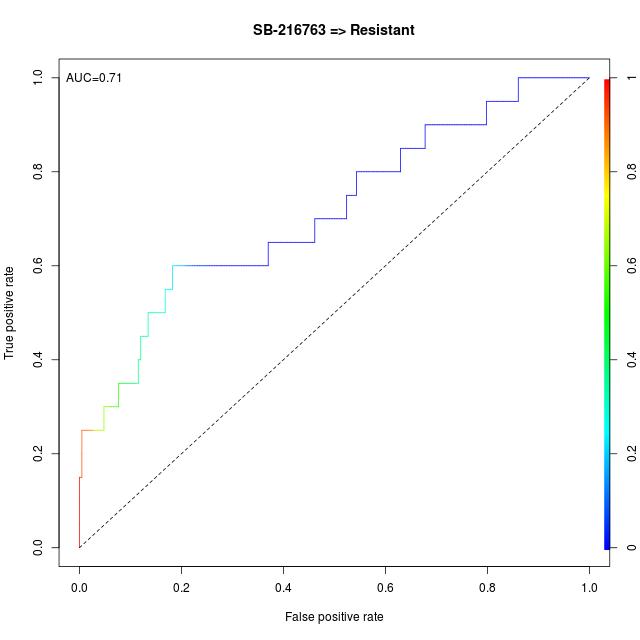 SB-216763 => Resistant
AUC=0.71
True positive rate
1.0
0.8
0.6
0.4
0.2
0.0
0.0 0.2 0.4 0.6 0.8 1.0
False positive rate
1
0.8
0.6
0.4
0.2
0